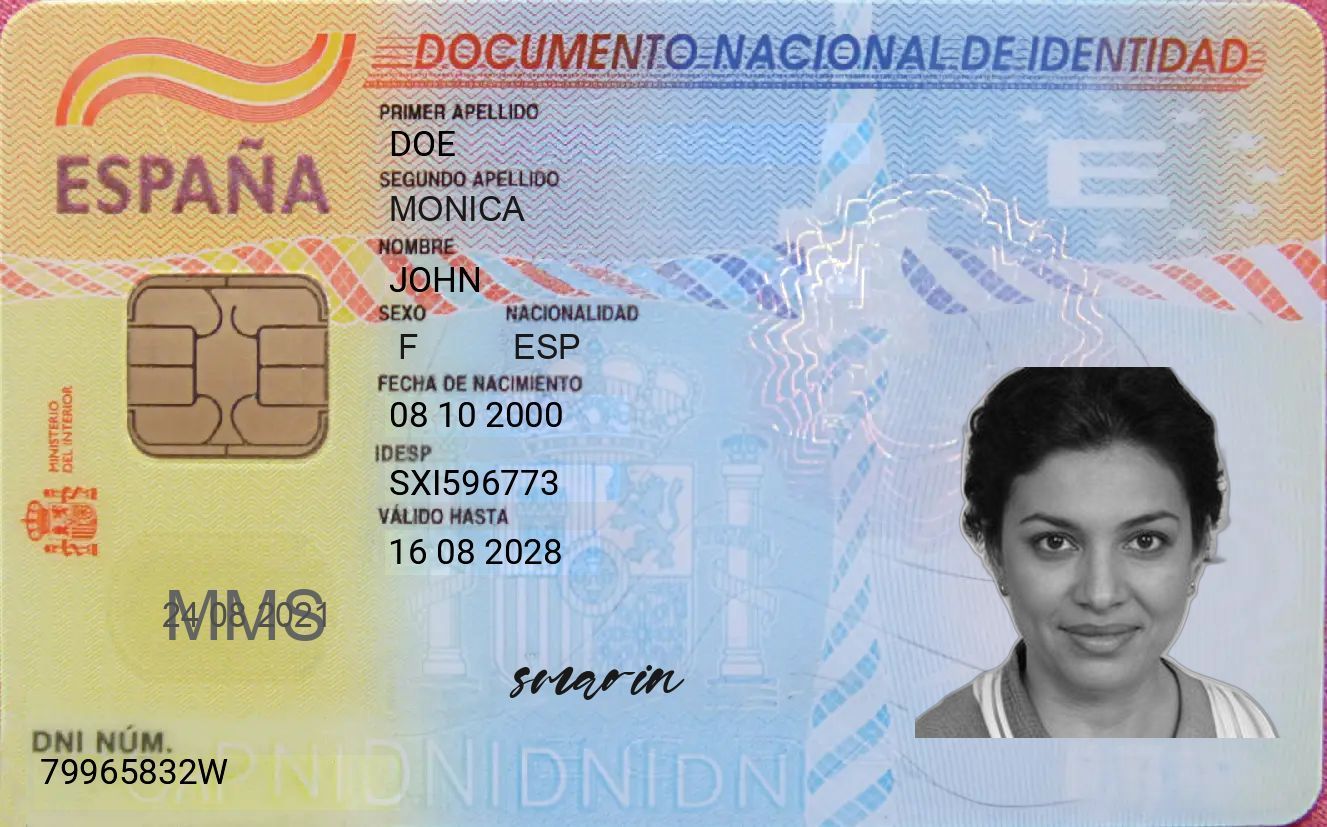 DOCUMENTO NACIONAL DE IDENTIDAD
ESPAÑA
PRIMER APELLIDO
DOE
SEGUNDO APELLIDO
MONICA
NOMBRE
JOHN
SEXO NACIONALIDAD
F ESP
FECHA DE NACIMIENTO
08 10 2000
IDESP
SXI596773
VÁLIDO HASTA
16 08 2028
MINISTERIO
DEL INTERIOR
E
MMS
24 08 2021
smarin
DNI NÚM.
79965832W
DNIDNIDNIDNI